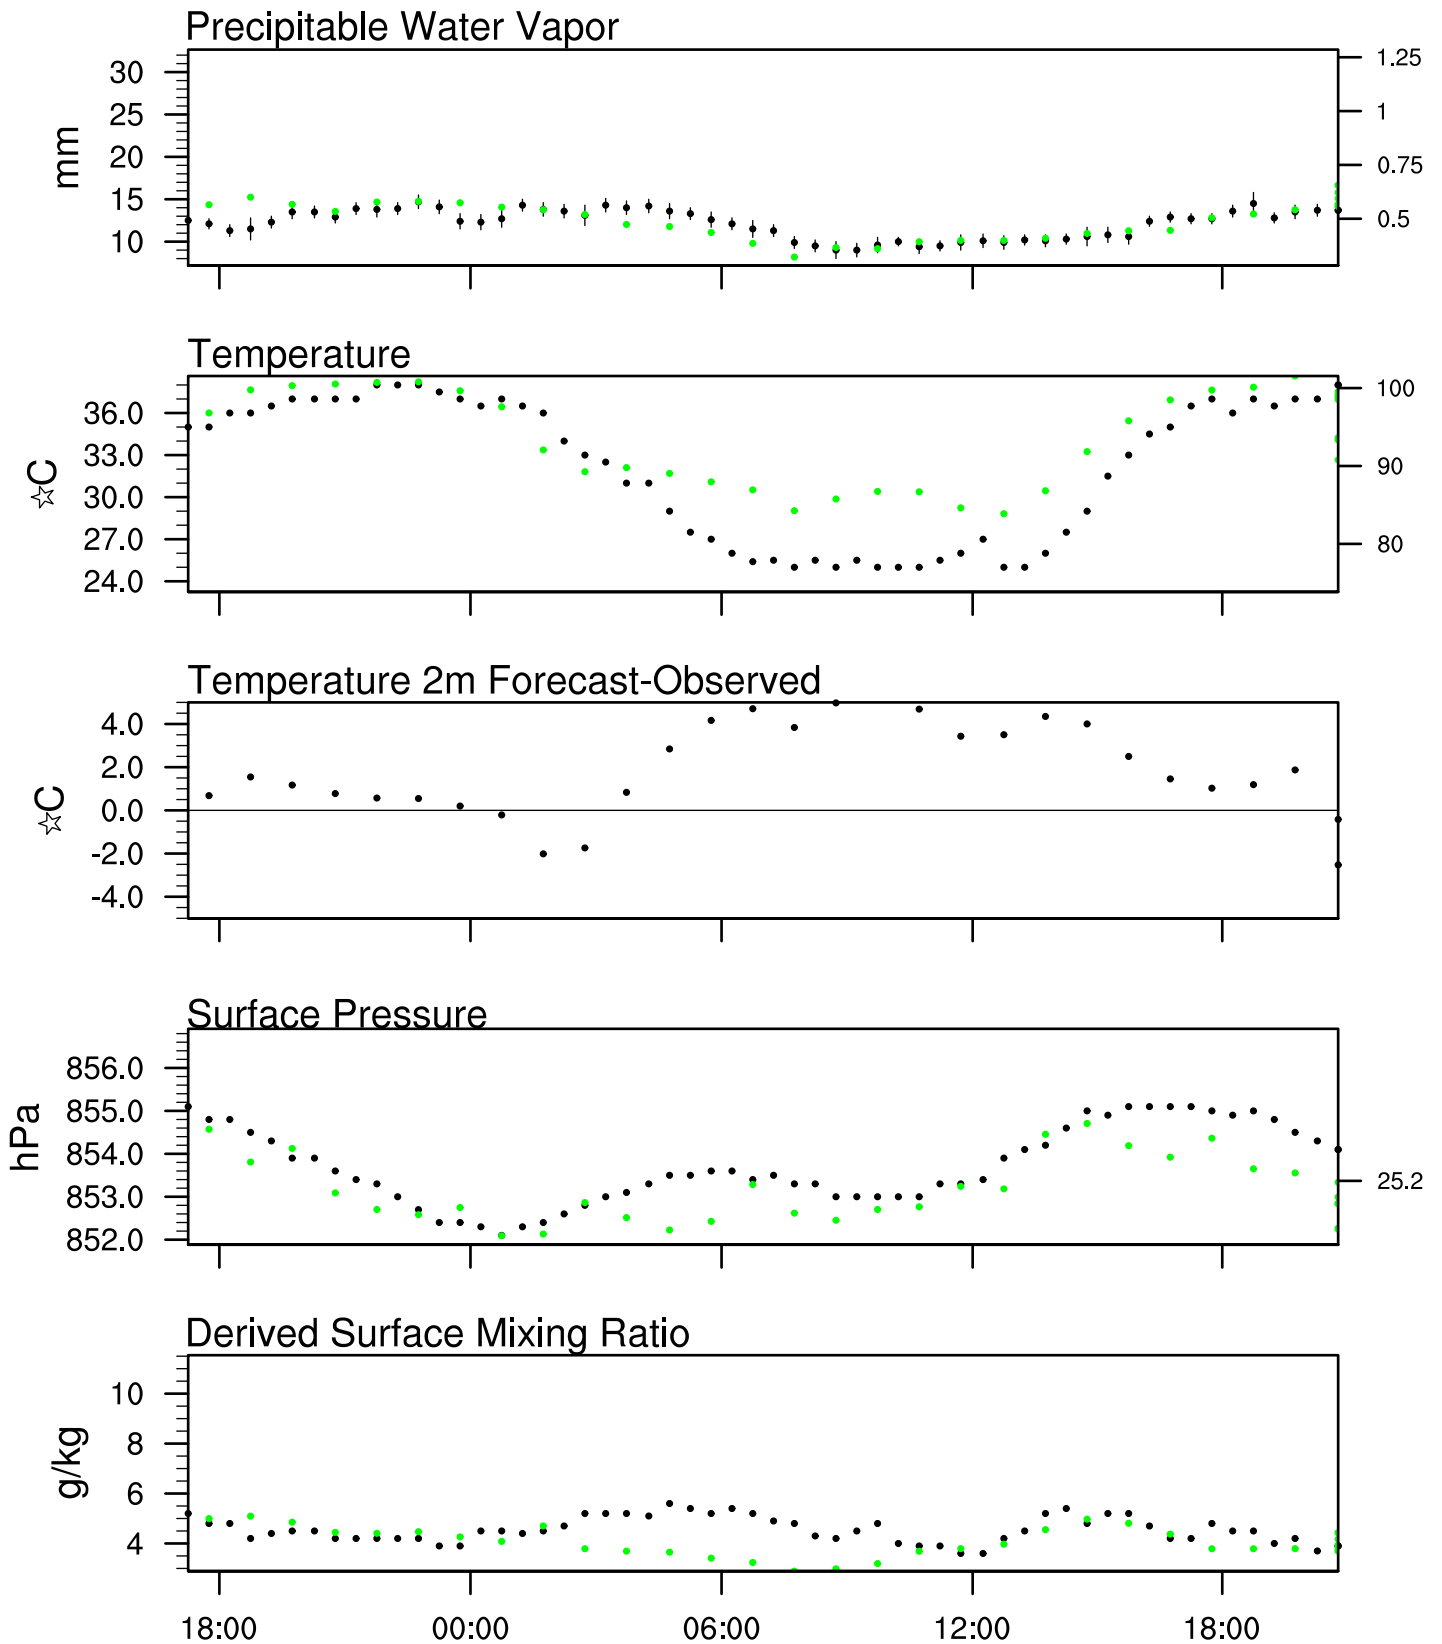 Precipitable Water Vapor
30
25
20
15
10
mm
1.25
1
0.75
0.5
Temperature
36.0
33.0
30.0
27.0
24.0
☆C
100
90
80
Temperature 2m Forecast-Observed
4.0
2.0
0.0
-2.0
-4.0
☆C
Surface Pressure
856.0
855.0
854.0
853.0
852.0
hPa
25.2
Derived Surface Mixing Ratio
10
8
6
4
g/kg
18:00 00:00 06:00 12:00 18:00